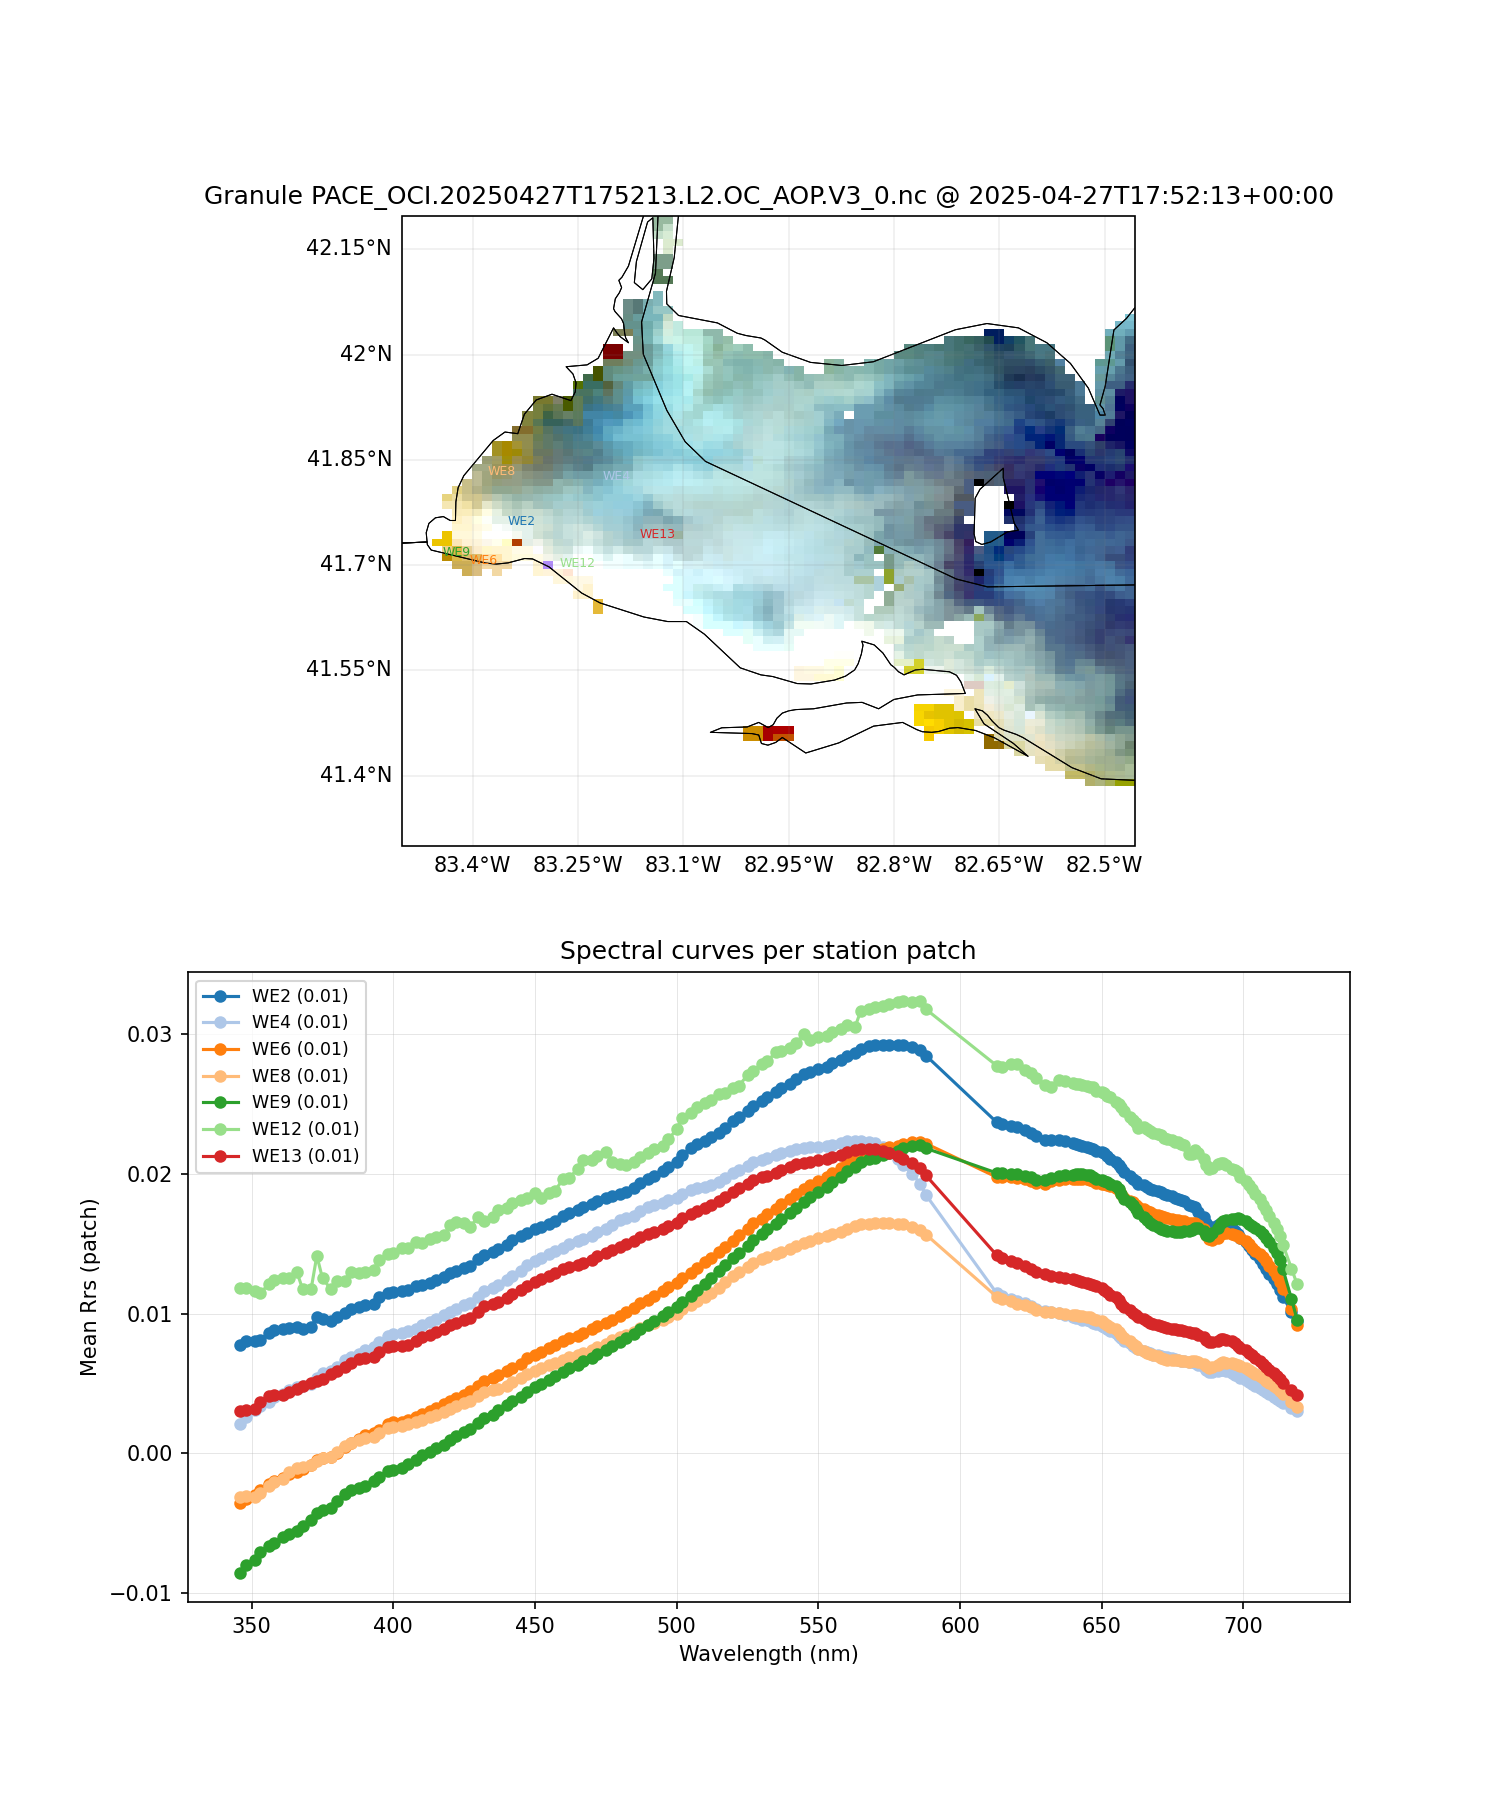 Granule PACE_OCI.20250427T175213.L2.OC_AOP.V3_0.nc @ 2025-04-27T17:52:13+00:00
42.15°N
42°N
41.85°N
41.7°N
41.55°N
41.4°N
WE8
WE2
WE13
WE9
WE6
WE12
83.4°W 83.25°W 83.1°W 82.95°W 82.8°W 82.65°W 82.5°W
Spectral curves per station patch
WE2 (0.01)
WE4 (0.01)
WE6 (0.01)
WE8 (0.01)
WE9 (0.01)
WE12 (0.01)
WE13 (0.01)
Mean Rrs (patch)
0.03
0.02
0.01
0.00
−0.01
350 400 450 500 550 600 650 700
Wavelength (nm)